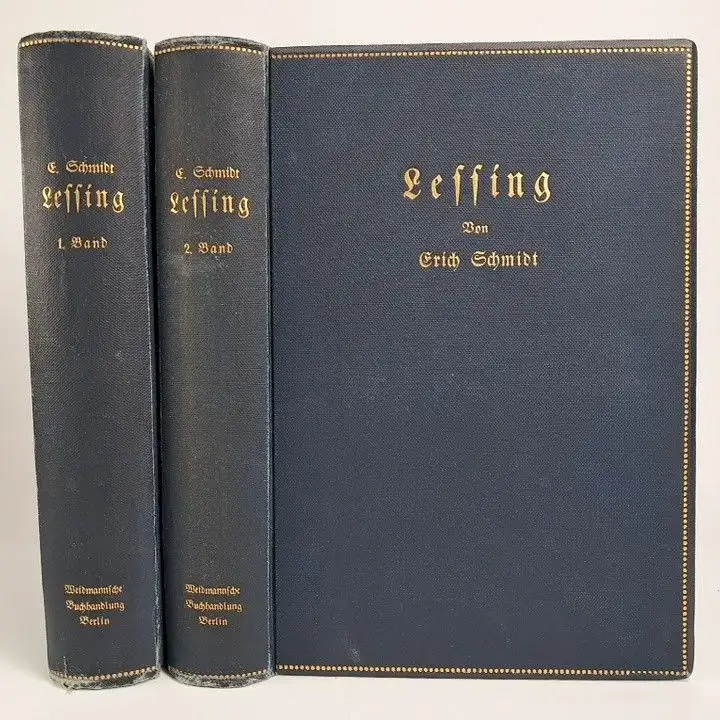 E. Schmidt
Leſſing
1. Band
Weidmannsche
Buchhandlung
Berlin
E. Schmidt
Leſſing
2. Band
Weidmannsche
Buchhandlung
Berlin
Leſſing
Von
Erich Schmidt